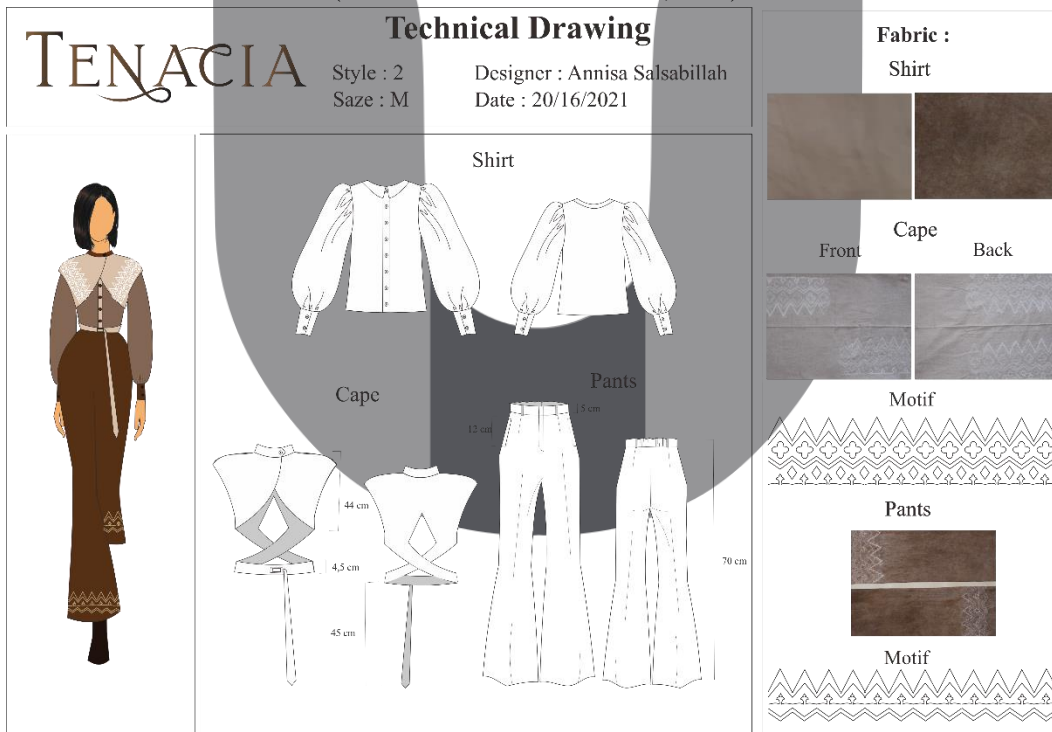 Technical Drawing
TENACIA
Style : 2
Designer : Annisa Salsabillah
Saze : M
Date : 20/16/2021
Shirt
Cape
Pants
5 cm
12 cm
44 cm
4,5 cm
45 cm
70 cm
Fabric :
Shirt
Cape
Front
Back
Motif
Pants
Motif